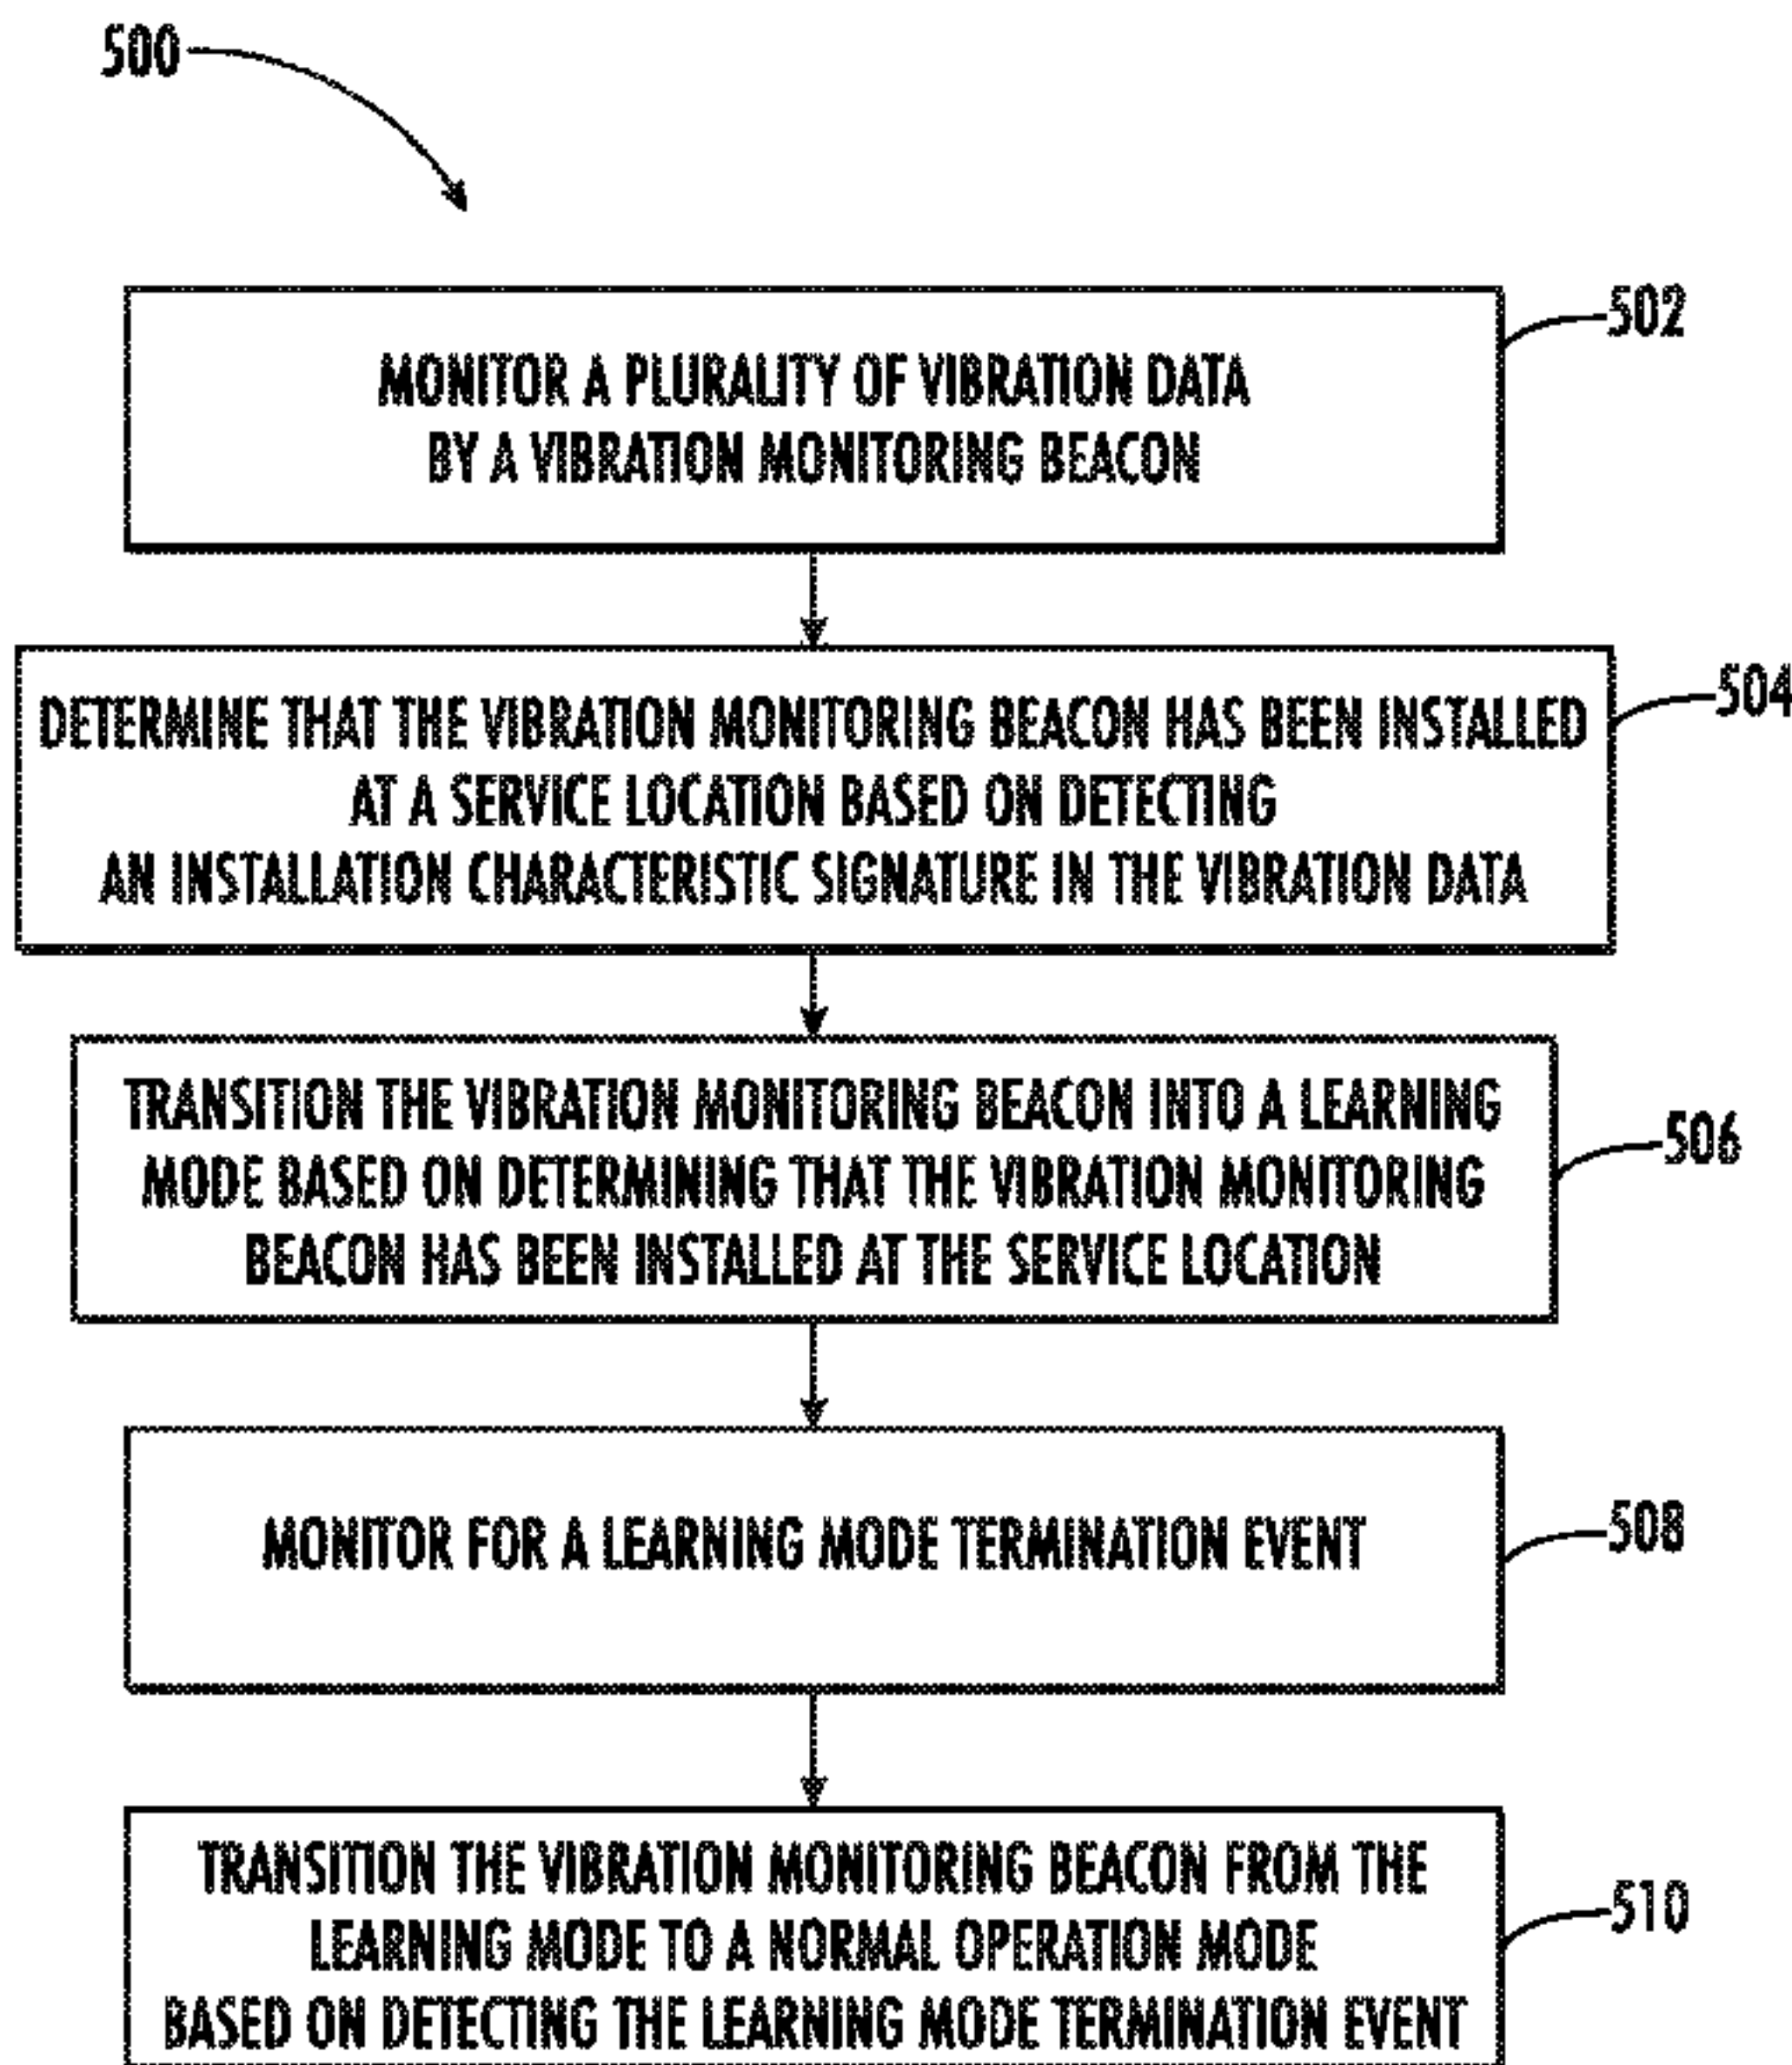 500
502
MONITOR A PLURALITY OF VIBRATION DATA
BY A VIBRATION MONITORING BEACON
504
DETERMINE THAT THE VIBRATION MONITORING BEACON HAS BEEN INSTALLED
AT A SERVICE LOCATION BASED ON DETECTING
AN INSTALLATION CHARACTERISTIC SIGNATURE IN THE VIBRATION DATA
506
TRANSITION THE VIBRATION MONITORING BEACON INTO A LEARNING
MODE BASED ON DETERMINING THAT THE VIBRATION MONITORING
BEACON HAS BEEN INSTALLED AT THE SERVICE LOCATION
508
MONITOR FOR A LEARNING MODE TERMINATION EVENT
510
TRANSITION THE VIBRATION MONITORING BEACON FROM THE
LEARNING MODE TO A NORMAL OPERATION MODE
BASED ON DETECTING THE LEARNING MODE TERMINATION EVENT